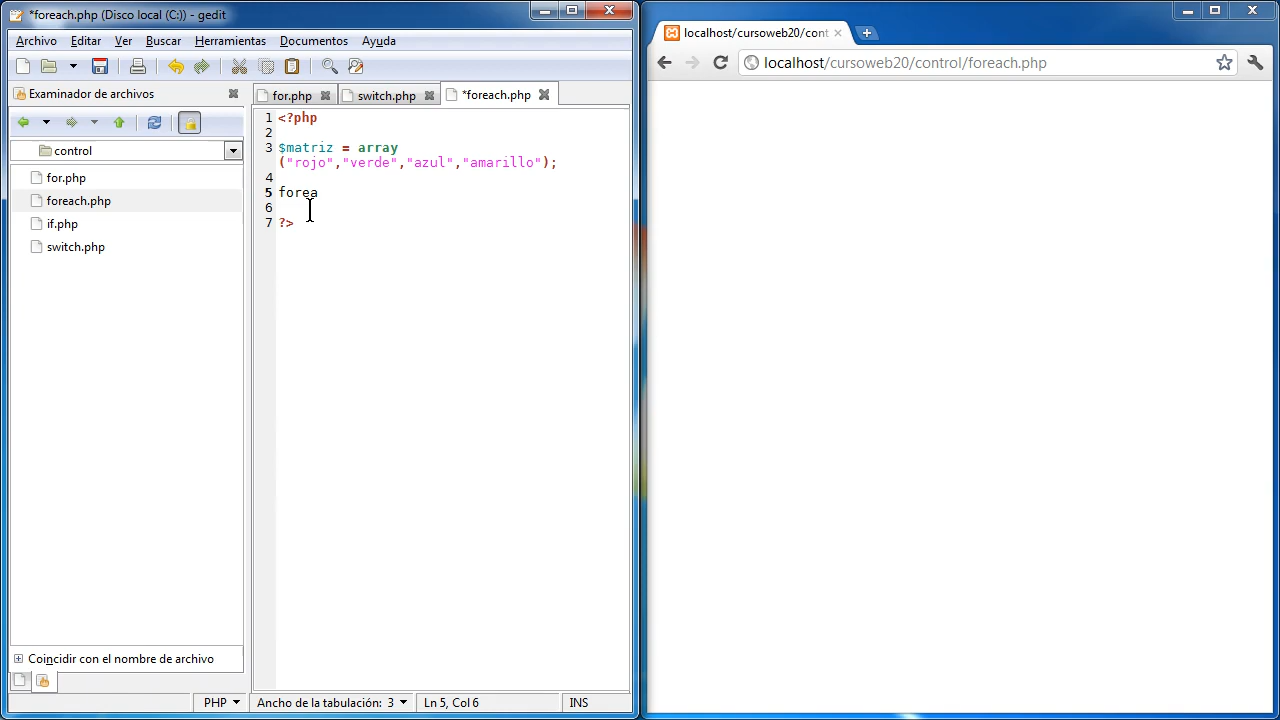 *foreach.php (Disco local (C:)) - gedit
Archivo Editar Ver Buscar Herramientas Documentos Ayuda
Examinador de archivos
control
for.php
foreach.php
if.php
switch.php
Coincidir con el nombre de archivo
for.php switch.php *foreach.php
1 <?php
2
3 $matriz = array
("rojo","verde","azul","amarillo");
4
5 forea
6
7 ?>
PHP Ancho de la tabulación: 3 Ln 5, Col 6 INS
localhost/cursoweb20/cont
localhost/cursoweb20/control/foreach.php